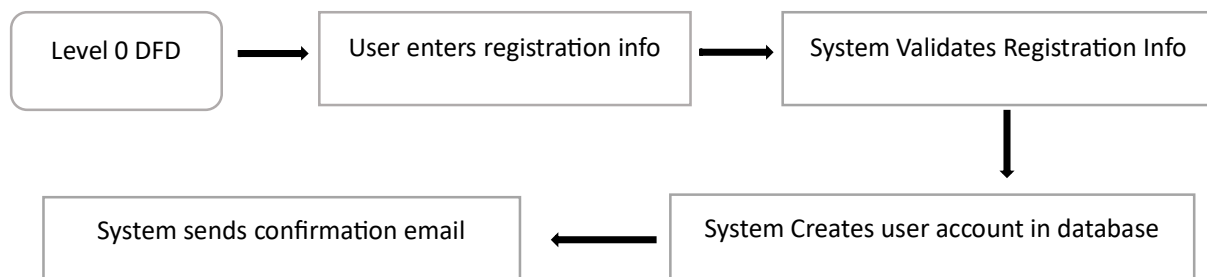 Level 0 DFD
User enters registration info
System Validates Registration Info
System Creates user account in database
System sends confirmation email